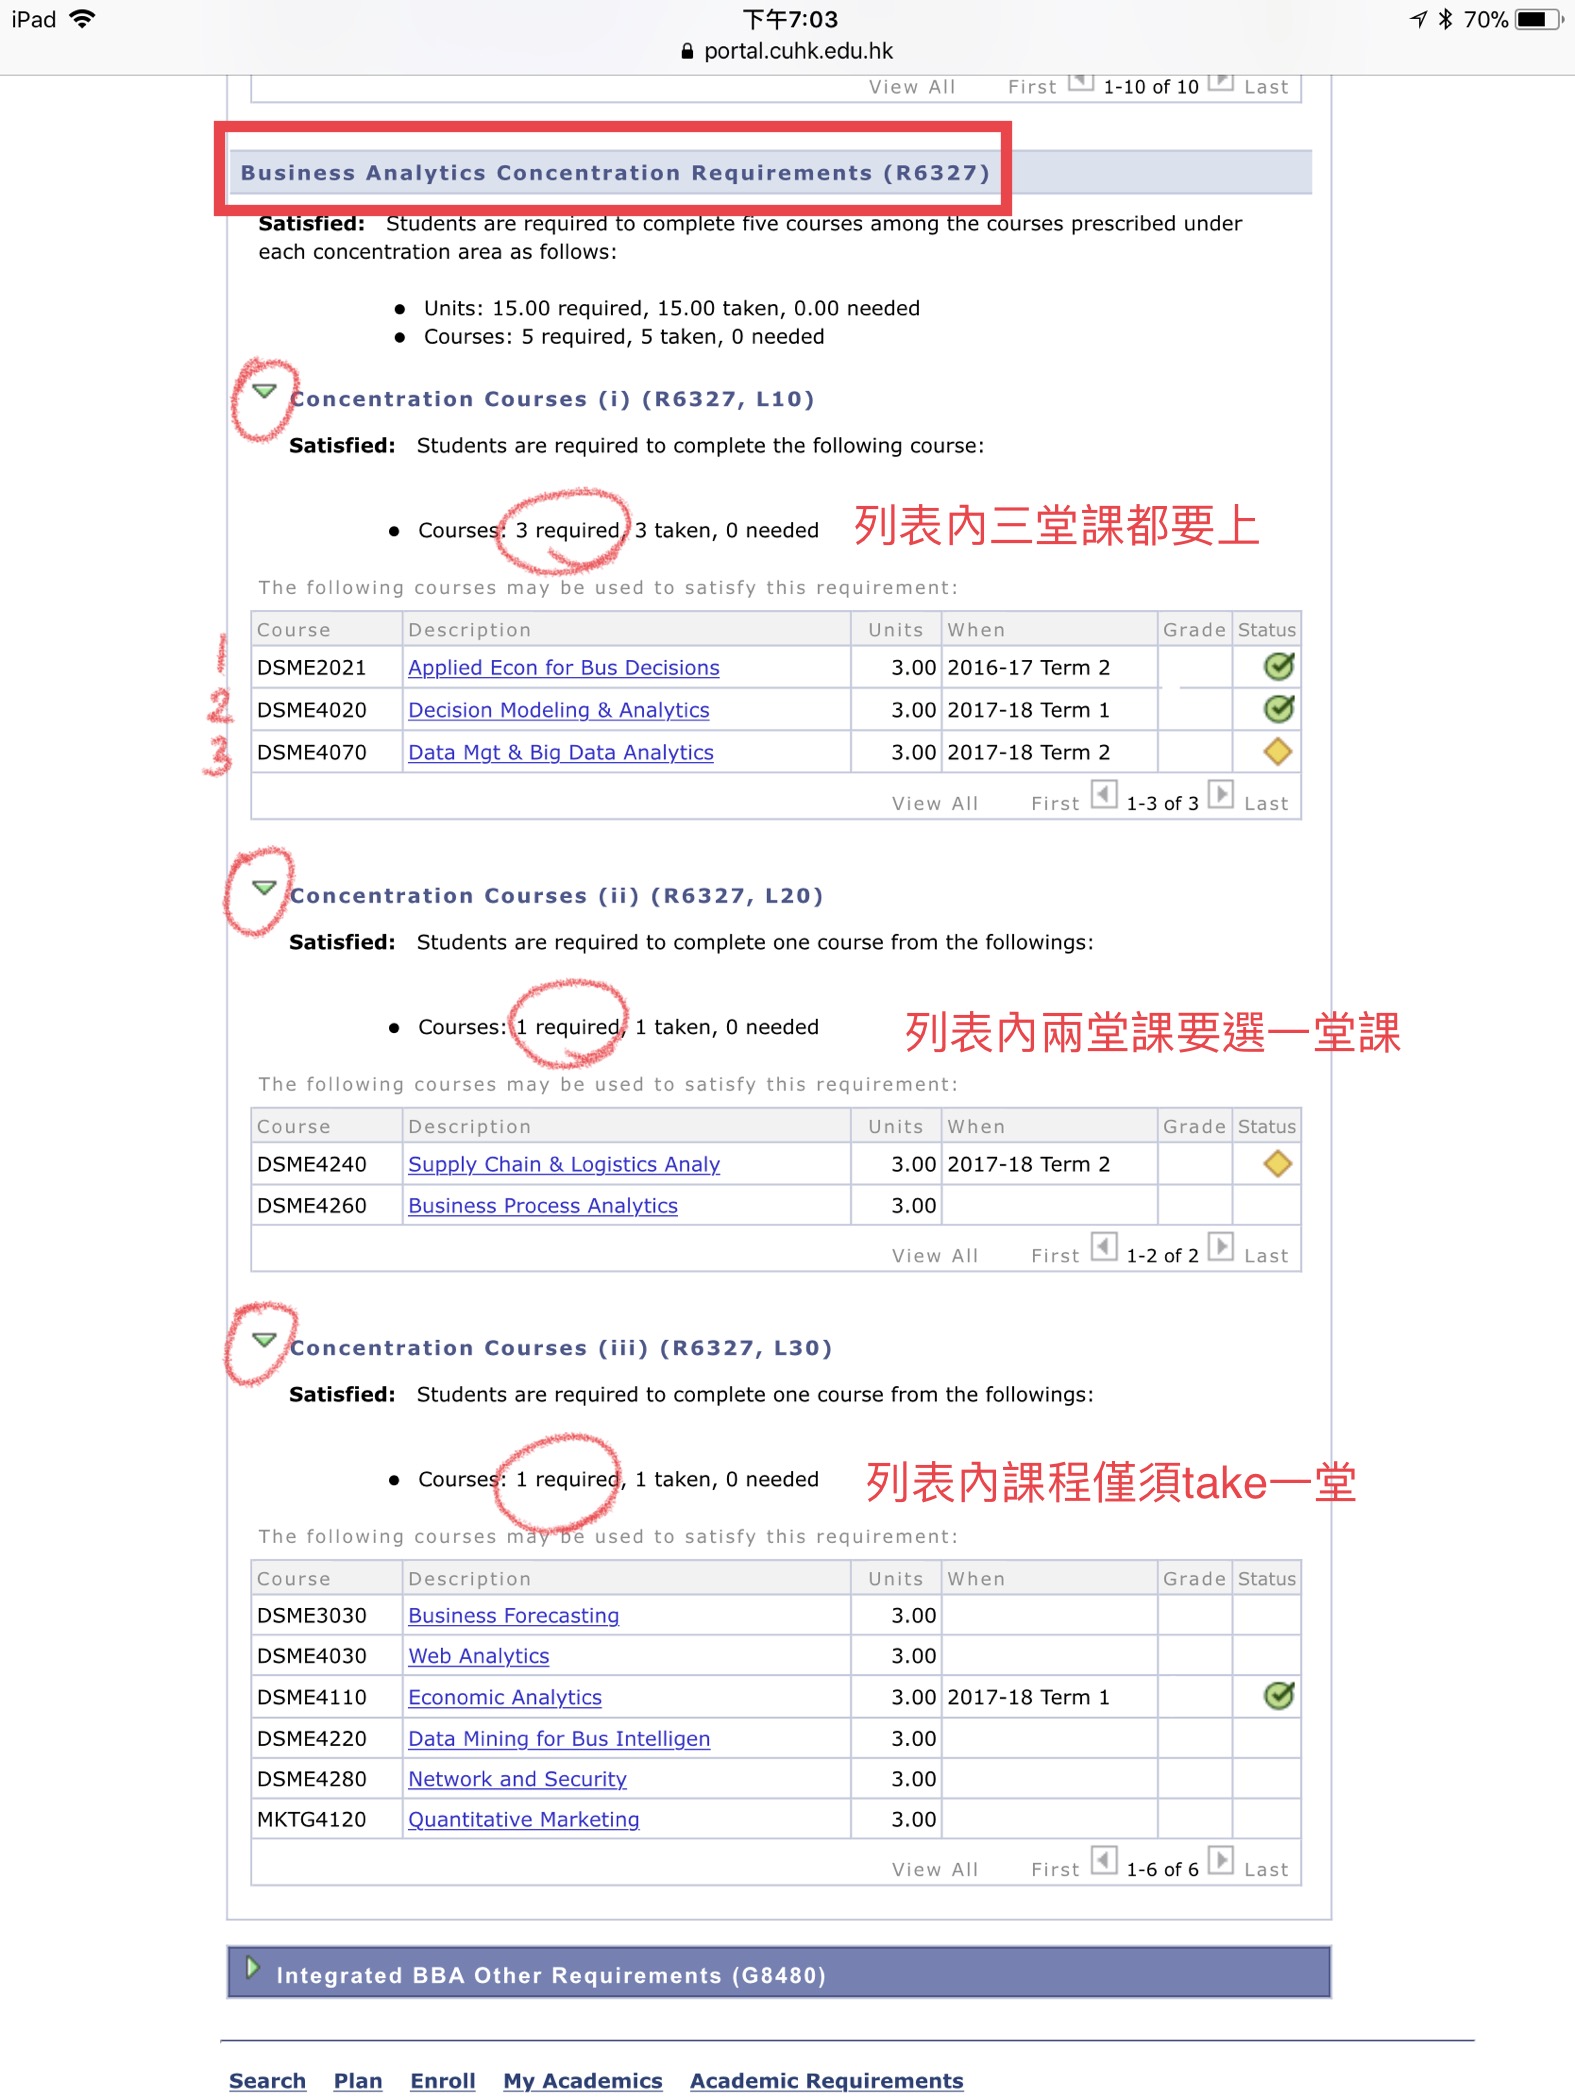 iPad 下午7:03 70%
portal.cuhk.edu.hk
View All First 1-10 of 10 Last
Business Analytics Concentration Requirements (R6327)
Satisfied: Students are required to complete five courses among the courses prescribed under
each concentration area as follows:
• Units: 15.00 required, 15.00 taken, 0.00 needed
• Courses: 5 required, 5 taken, 0 needed
Concentration Courses (i) (R6327, L10)
Satisfied: Students are required to complete the following course:
• Courses: 3 required, 3 taken, 0 needed 列表內三堂課都要上
The following courses may be used to satisfy this requirement:
Course Description Units When Grade Status
1 DSME2021 Applied Econ for Bus Decisions 3.00 2016-17 Term 2
2 DSME4020 Decision Modeling & Analytics 3.00 2017-18 Term 1
3 DSME4070 Data Mgt & Big Data Analytics 3.00 2017-18 Term 2
View All First 1-3 of 3 Last
Concentration Courses (ii) (R6327, L20)
Satisfied: Students are required to complete one course from the followings:
• Courses: 1 required, 1 taken, 0 needed 列表內兩堂課要選一堂課
The following courses may be used to satisfy this requirement:
Course Description Units When Grade Status
DSME4240 Supply Chain & Logistics Analy 3.00 2017-18 Term 2
DSME4260 Business Process Analytics 3.00
View All First 1-2 of 2 Last
Concentration Courses (iii) (R6327, L30)
Satisfied: Students are required to complete one course from the followings:
• Courses: 1 required, 1 taken, 0 needed 列表內課程僅須take一堂
The following courses may be used to satisfy this requirement:
Course Description Units When Grade Status
DSME3030 Business Forecasting 3.00
DSME4030 Web Analytics 3.00
DSME4110 Economic Analytics 3.00 2017-18 Term 1
DSME4220 Data Mining for Bus Intelligen 3.00
DSME4280 Network and Security 3.00
MKTG4120 Quantitative Marketing 3.00
View All First 1-6 of 6 Last
Integrated BBA Other Requirements (G8480)
Search Plan Enroll My Academics Academic Requirements